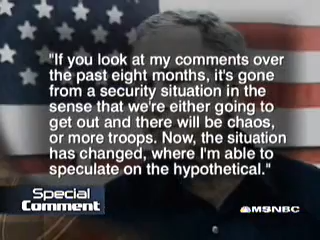 "If you look at my comments over
the past eight months, it's gone
from a security situation in the
sense that we're either going to
get out and there will be chaos,
or more troops. Now, the situation
has changed, where I'm able to
speculate on the hypothetical."
Special
Comment
MSNBC